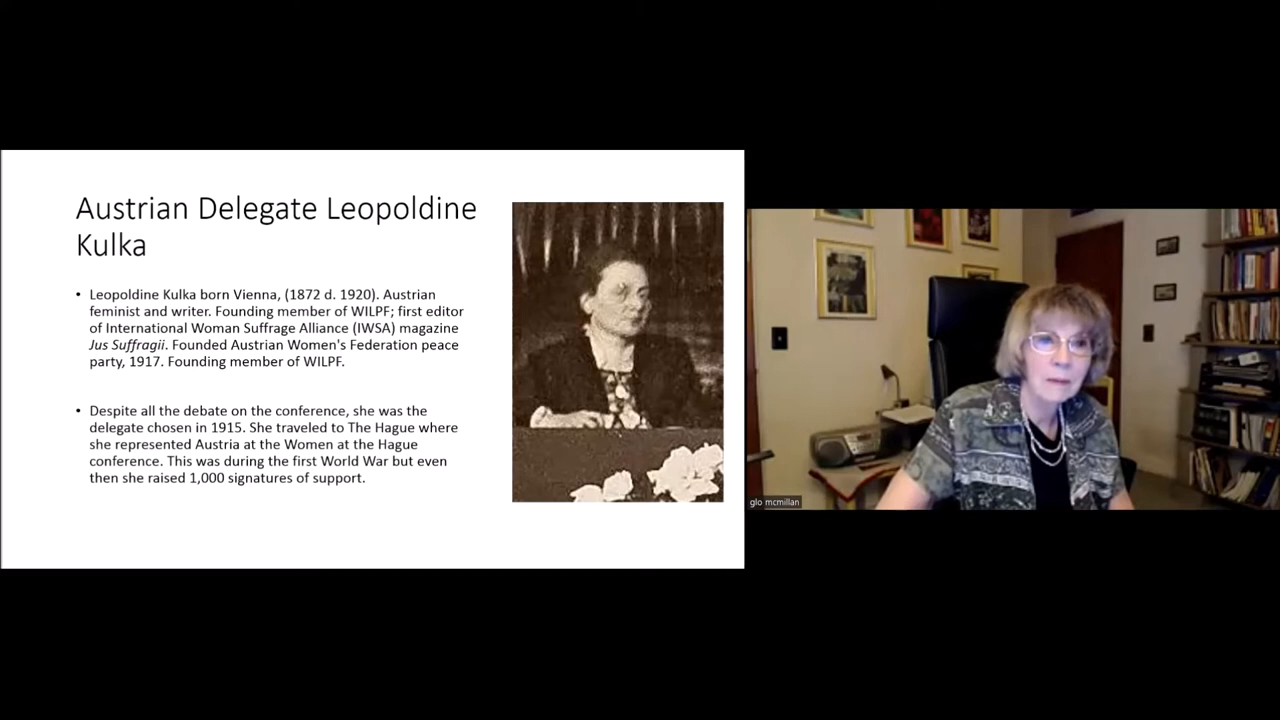 Austrian Delegate Leopoldine
Kulka
• Leopoldine Kulka born Vienna, (1872 d. 1920). Austrian
feminist and writer. Founding member of WILPF; first editor
of International Woman Suffrage Alliance (IWSA) magazine
Jus Suffragii. Founded Austrian Women's Federation peace
party, 1917. Founding member of WILPF.
• Despite all the debate on the conference, she was the
delegate chosen in 1915. She traveled to The Hague where
she represented Austria at the Women at the Hague
conference. This was during the first World War but even
then she raised 1,000 signatures of support.
glo mcmillan